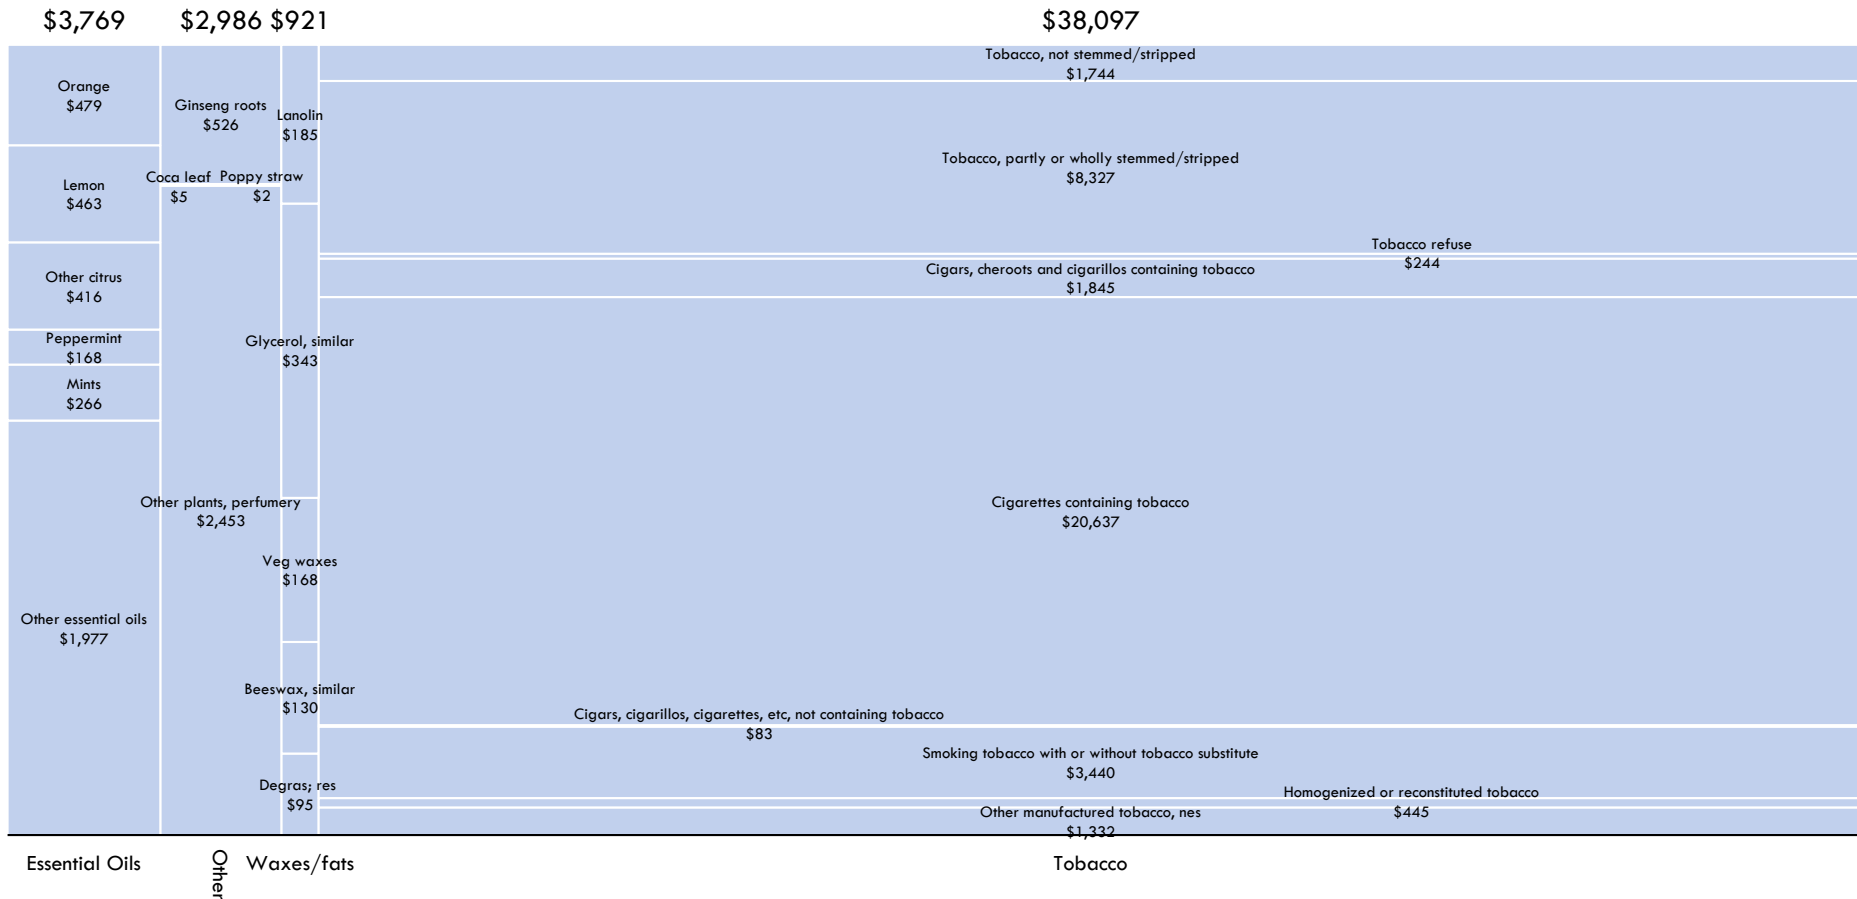 $3,769
$2,986
$921
$38,097
Orange
$479
Lemon
$463
Other citrus
$416
Peppermint
$168
Mints
$266
Other essential oils
$1,977
Ginseng roots
$526
Coca leaf
$5
Poppy straw
$2
Other plants, perfumery
$2,453
Lanolin
$185
Glycerol, similar
$343
Veg waxes
$168
Beeswax, similar
$130
Degras; res
$95
Tobacco, not stemmed/stripped
$1,744
Tobacco, partly or wholly stemmed/stripped
$8,327
Tobacco refuse
$244
Cigars, cheroots and cigarillos containing tobacco
$1,845
Cigarettes containing tobacco
$20,637
Cigars, cigarillos, cigarettes, etc, not containing tobacco
$83
Smoking tobacco with or without tobacco substitute
$3,440
Homogenized or reconstituted tobacco
$445
Other manufactured tobacco, nes
$1,332
Essential Oils
Other
Waxes/fats
Tobacco